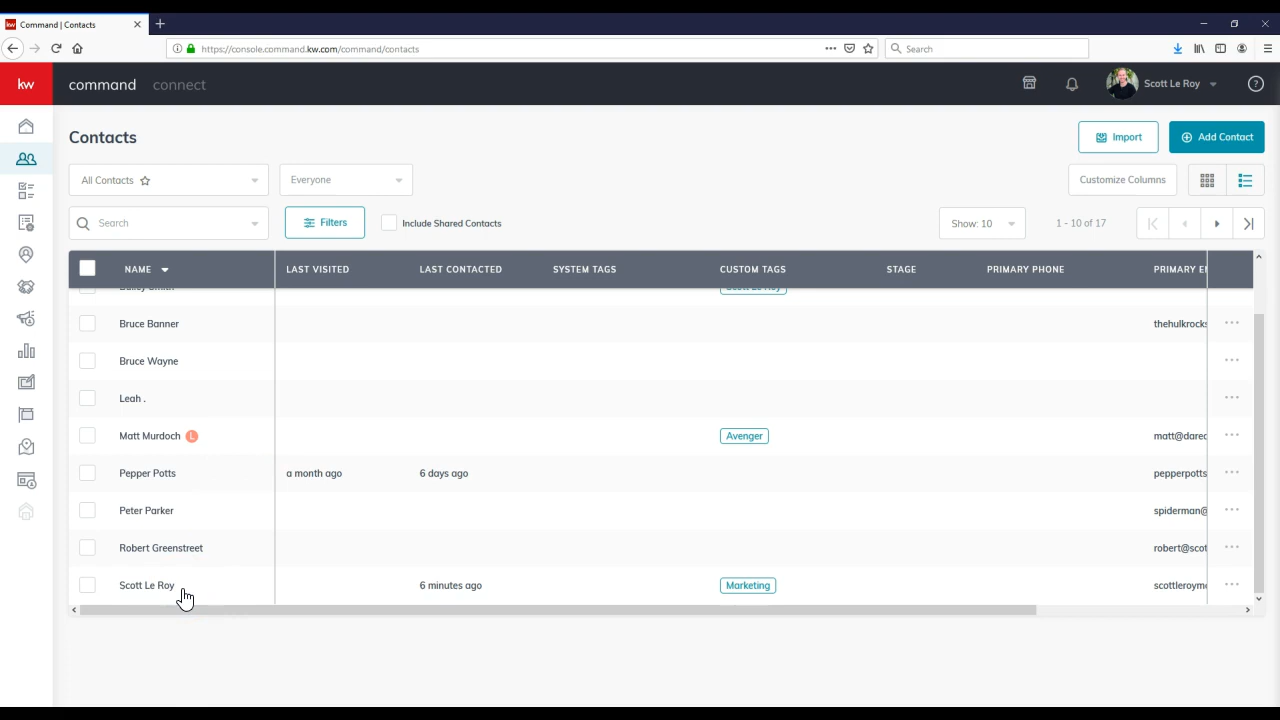 Command | Contacts
https://console.command.kw.com/command/contacts
Search
kw
command
connect
Scott Le Roy
Contacts
Import
Add Contact
All Contacts
Everyone
Customize Columns
Search
Filters
Include Shared Contacts
Show: 10
1 - 10 of 17
NAME
LAST VISITED
LAST CONTACTED
SYSTEM TAGS
CUSTOM TAGS
STAGE
PRIMARY PHONE
PRIMARY E
Bruce Banner
thehulkrocks
Bruce Wayne
Leah .
Matt Murdoch L
Avenger
matt@dared
Pepper Potts
a month ago
6 days ago
pepperpotts
Peter Parker
spiderman@
Robert Greenstreet
robert@scot
Scott Le Roy
6 minutes ago
Marketing
scottleroym